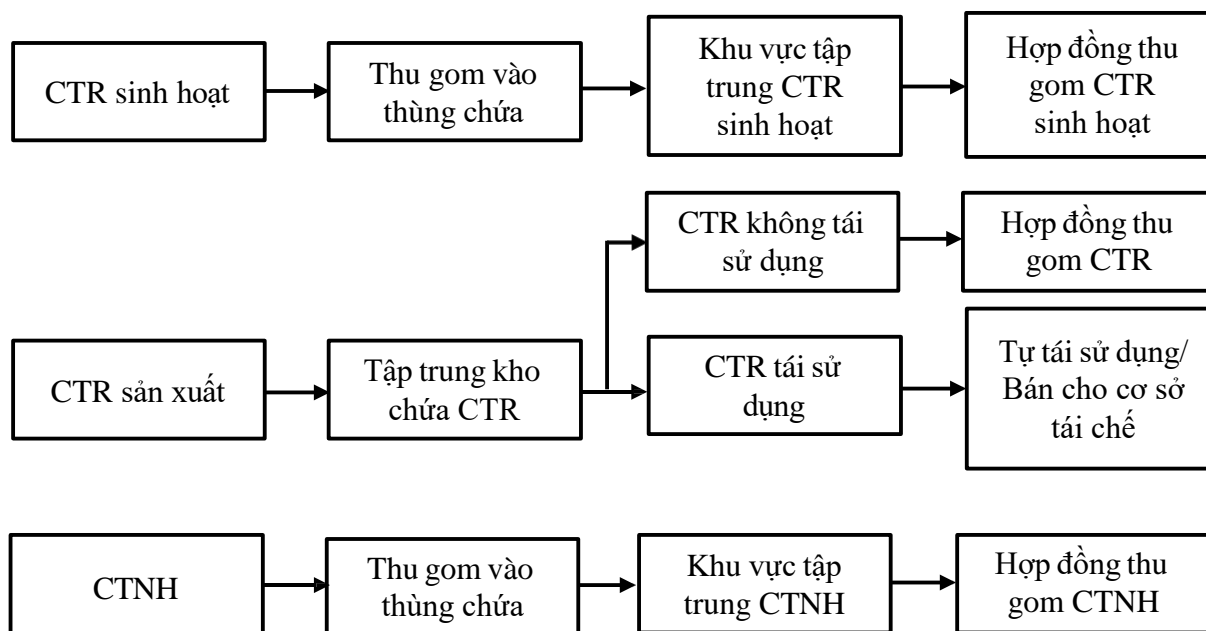 CTR sinh hoạt
Thu gom vào
thùng chứa
Khu vực tập
trung CTR
sinh hoạt
Hợp đồng thu
gom CTR
sinh hoạt
CTR sản xuất
Tập trung kho
chứa CTR
CTR không tái
sử dụng
Hợp đồng thu
gom CTR
CTR tái sử
dụng
Tự tái sử dụng/
Bán cho cơ sở
tái chế
CTNH
Thu gom vào
thùng chứa
Khu vực tập
trung CTNH
Hợp đồng thu
gom CTNH